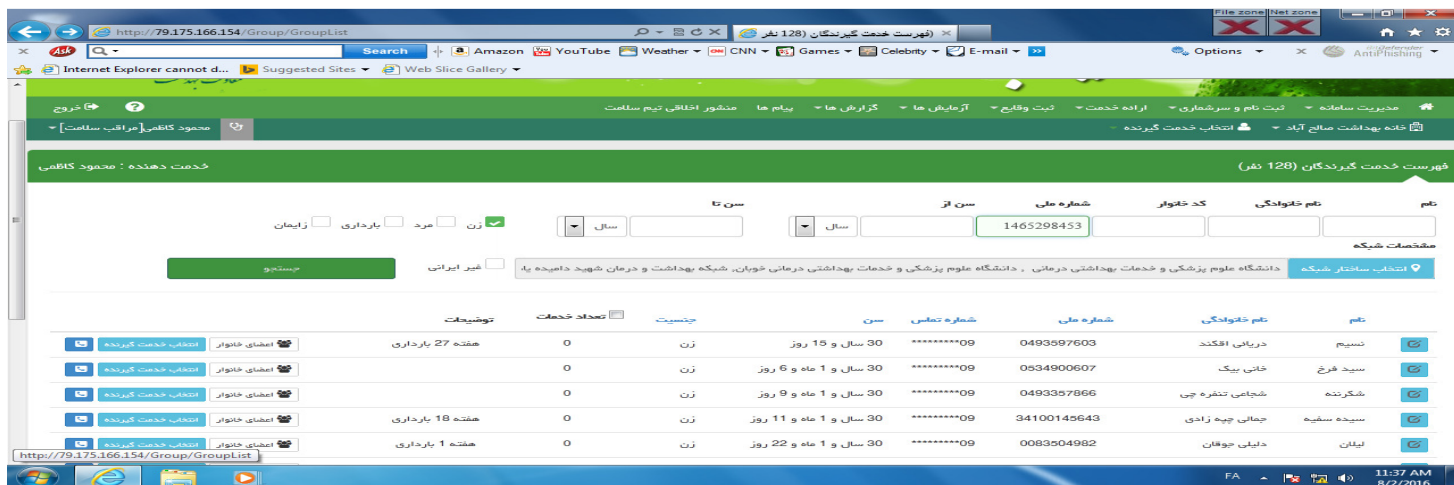 File zone Net zone
http://79.175.166.154/Group/GroupList
(فهرست خدمت گیرندگان (128 نفر
Ask Search Amazon YouTube Weather CNN Games Celebrity E-mail Options AntiPhishing
Internet Explorer cannot d... Suggested Sites Web Slice Gallery
مدیریت سامانه ثبت نام و سرشماری ارائه خدمت ثبت وقایع آزمایش ها گزارش ها پیام ها منشور اخلاقی تیم سلامت ? خروج
خانه بهداشت صالح آباد انتخاب خدمت گیرنده محمود کاظمی[مراقب سلامت]
فهرست خدمت گیرندگان (128 نفر) خدمت دهنده : محمود کاظمی
نام نام خانوادگی کد خانوار شماره ملی سن از سن تا
1465298453 سال سال زن مرد بارداری زایمان
مشخصات شبکه
انتخاب ساختار شبکه دانشگاه علوم پزشکی و خدمات بهداشتی درمانی , دانشگاه علوم پزشکی و خدمات بهداشتی درمانی خوبان, شبکه بهداشت و درمان شهید دامیده یا, غیر ایرانی جستجو
نام نام خانوادگی شماره ملی شماره تماس سن جنسیت تعداد خدمات توضیحات
نسیم دریائی افکند 0493597603 09********* 30 سال و 15 روز زن 0 هفته 27 بارداری اعضای خانوار انتخاب خدمت گیرنده
سید فرخ خانی بیک 0534900607 09********* 30 سال و 1 ماه و 6 روز زن 0 اعضای خانوار انتخاب خدمت گیرنده
شجاعی تنفره چی 0493357866 09********* 30 سال و 1 ماه و 9 روز زن 0 اعضای خانوار انتخاب خدمت گیرنده
سیده سفیه جمالی چپه زادی 34100145643 09********* 30 سال و 1 ماه و 11 روز زن 0 هفته 18 بارداری اعضای خانوار انتخاب خدمت گیرنده
لیلان دلیلی جوقان 0083504982 09********* 30 سال و 1 ماه و 22 روز زن 0 هفته 1 بارداری اعضای خانوار انتخاب خدمت گیرنده
http://79.175.166.154/Group/GroupList
FA 11:37 AM
8/2/2016